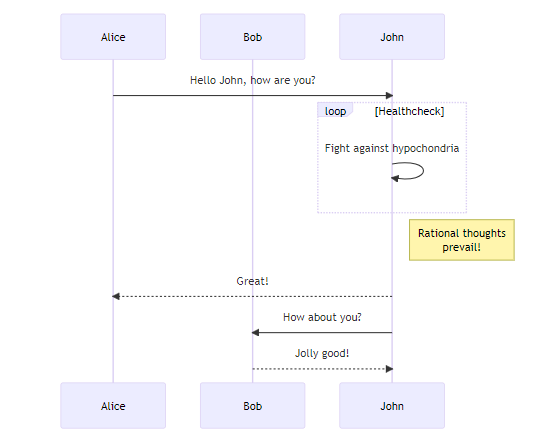 Alice
Bob
John
Hello John, how are you?
loop
[Healthcheck]
Fight against hypochondria
Rational thoughts
prevail!
Great!
How about you?
Jolly good!
Alice
Bob
John